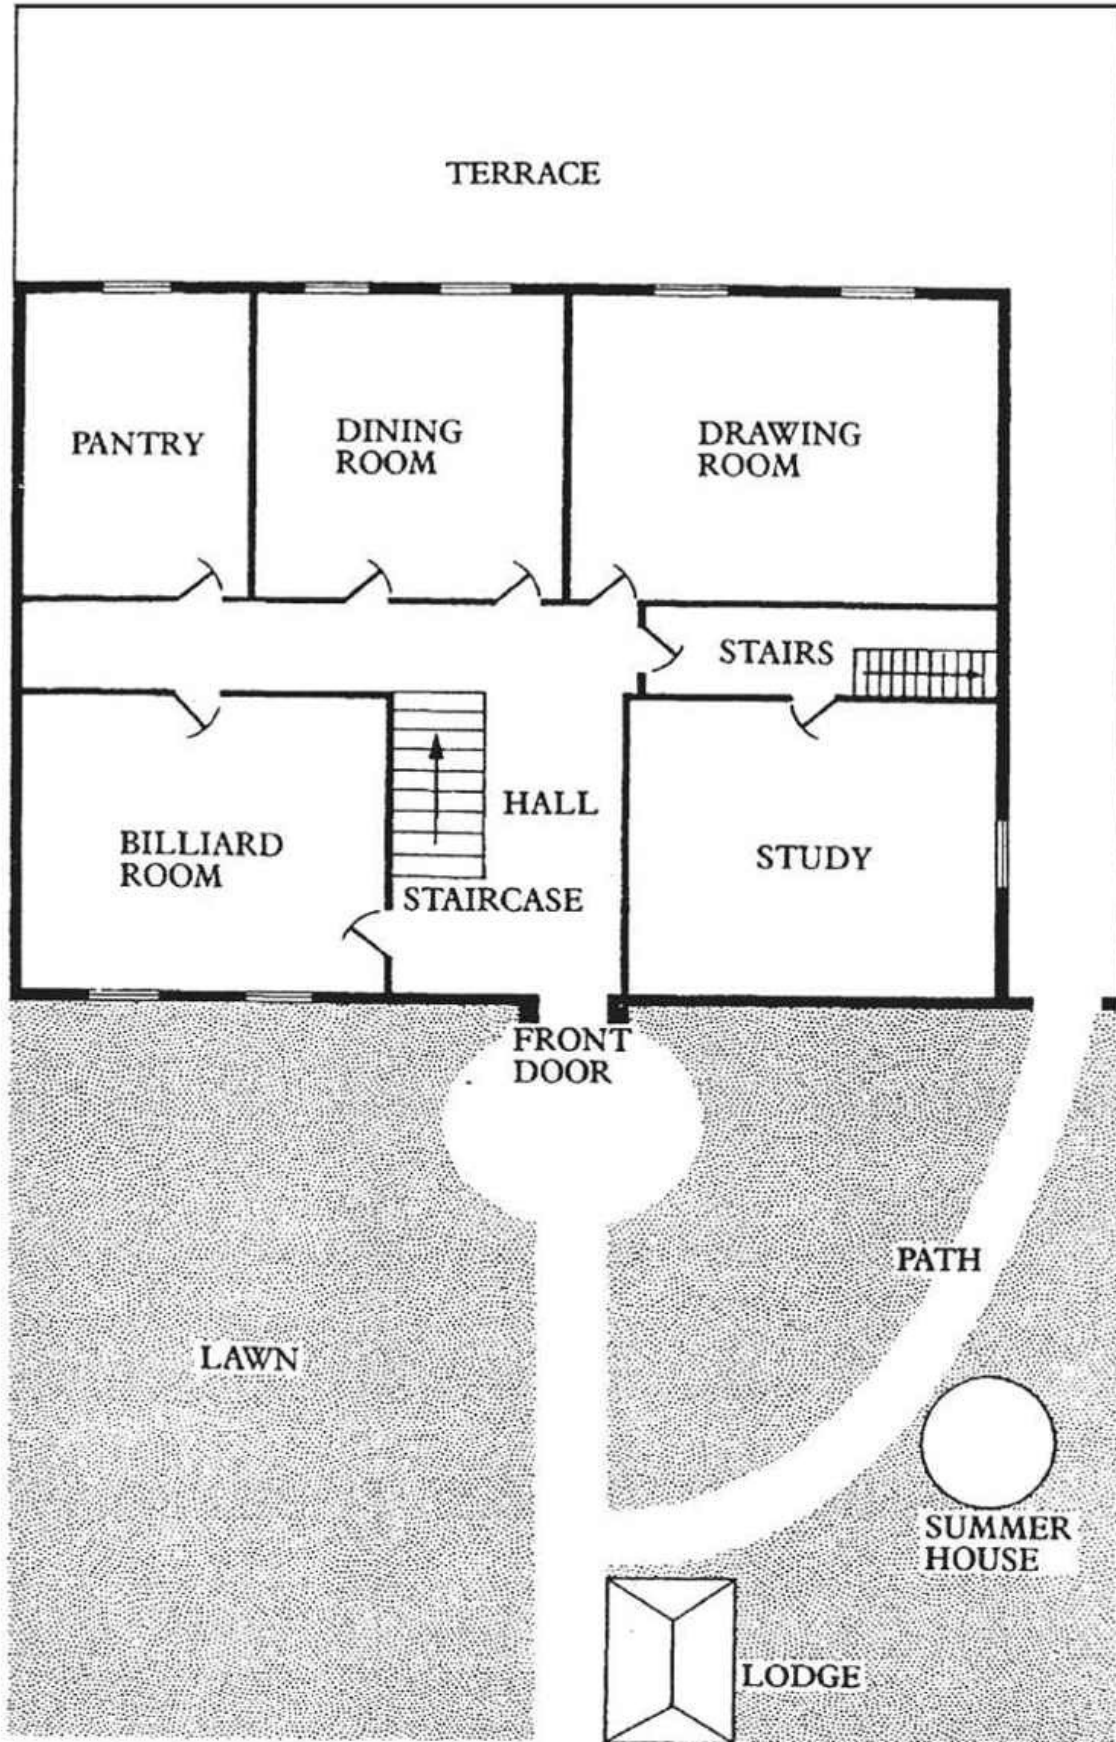 TERRACE
PANTRY
DINING
ROOM
DRAWING
ROOM
STAIRS
HALL
BILLIARD
ROOM
STUDY
STAIRCASE
FRONT
DOOR
PATH
LAWN
SUMMER
HOUSE
LODGE